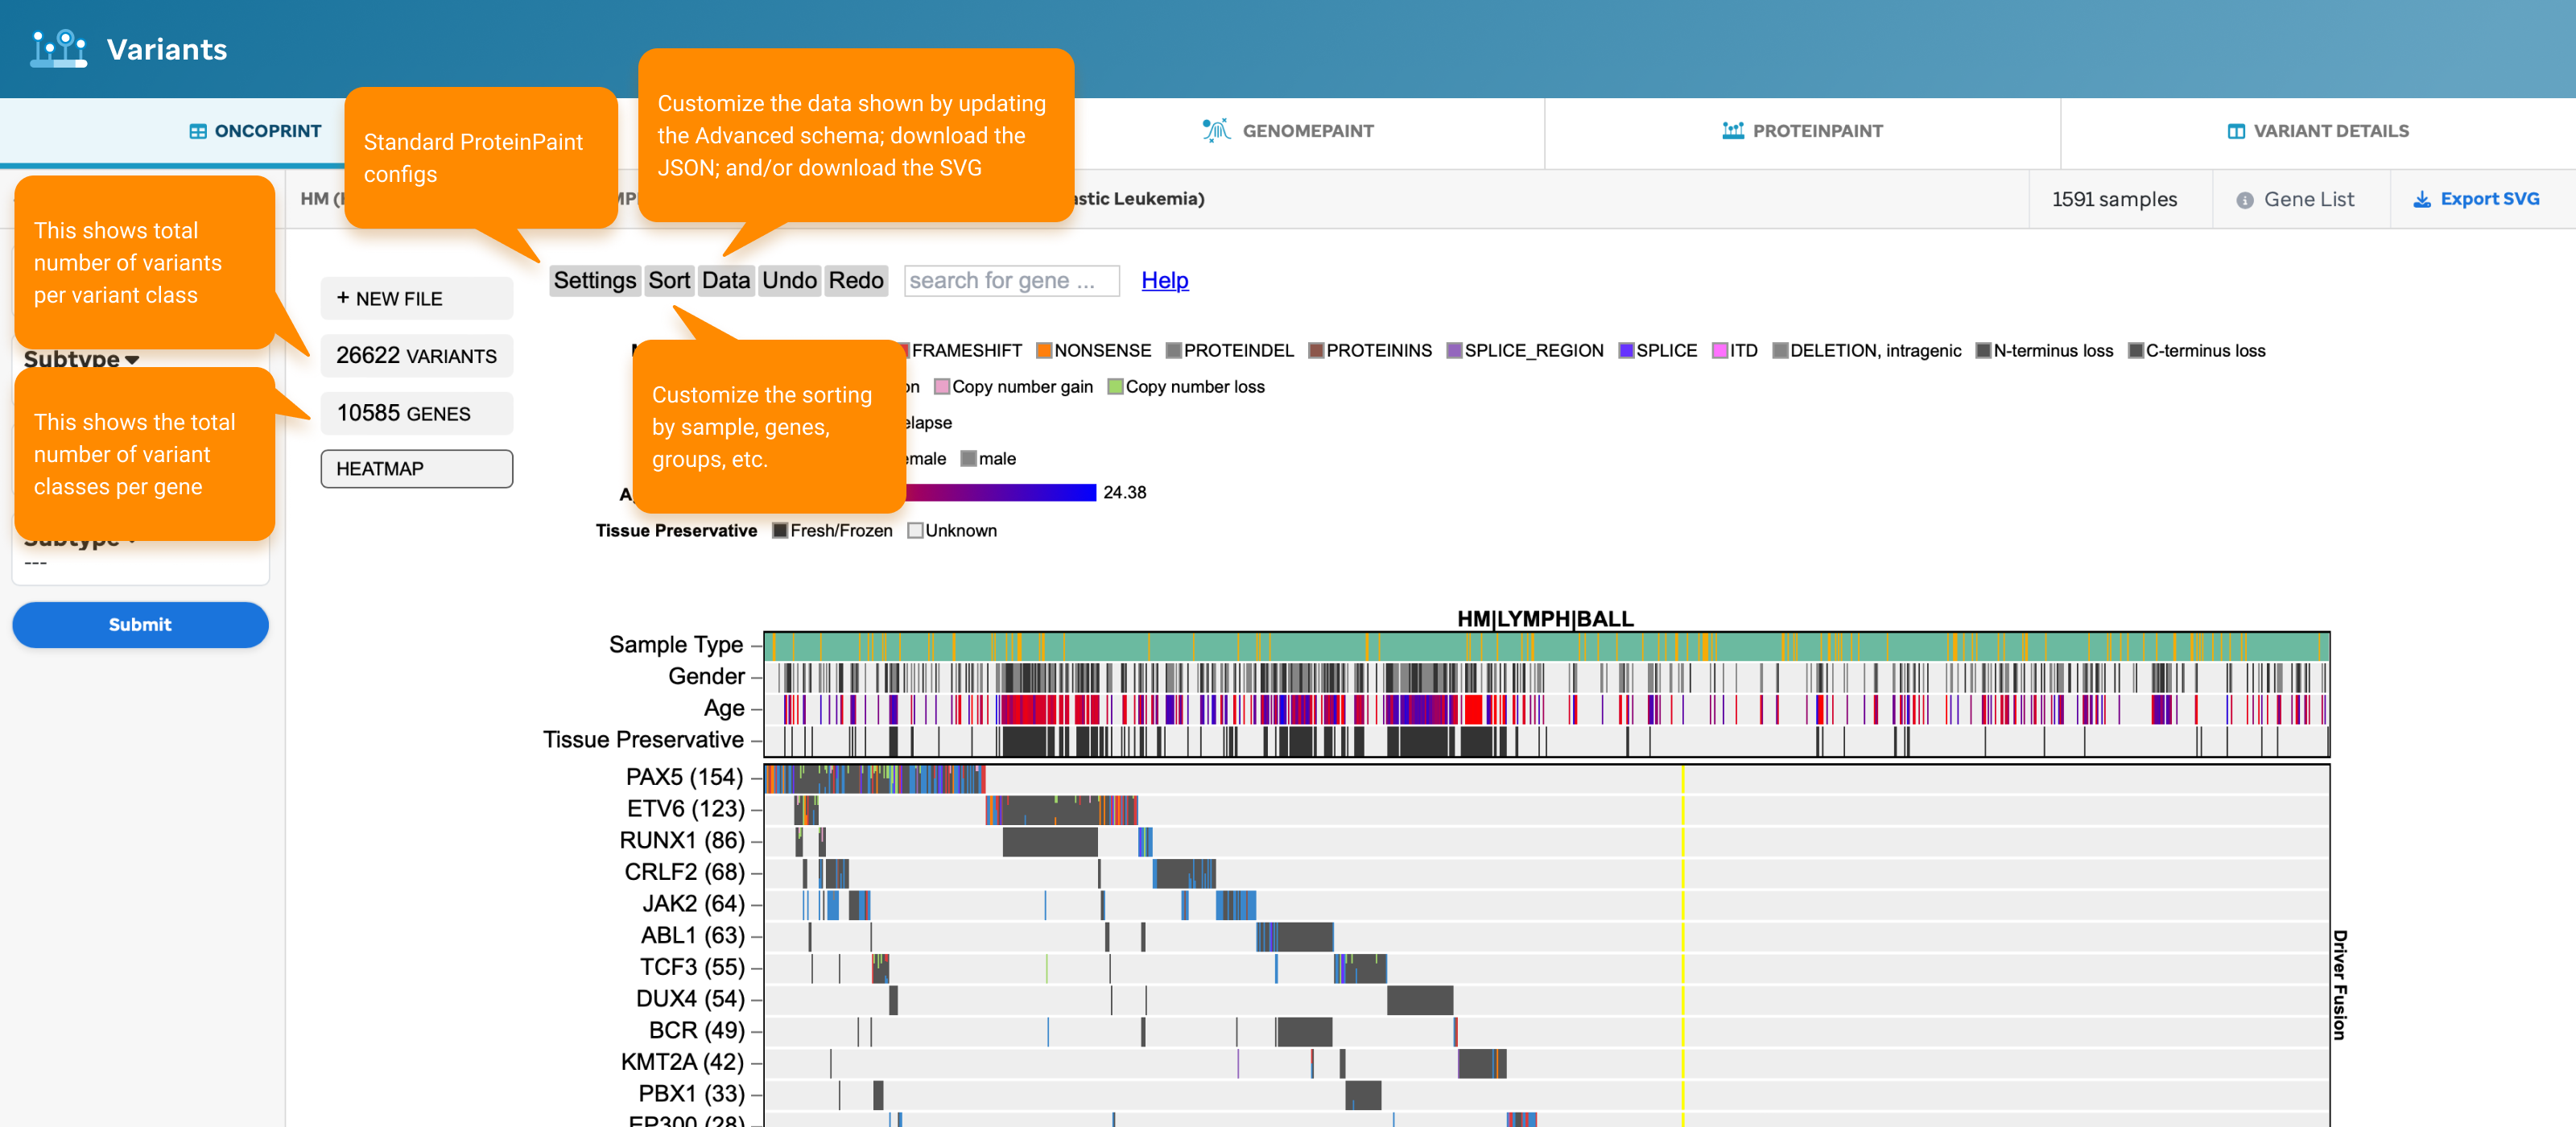 Variants
ONCOPRINT
GENOMEPAINT
PROTEINPAINT
VARIANT DETAILS
Standard ProteinPaint
configs
Customize the data shown by updating
the Advanced schema; download the
JSON; and/or download the SVG
HM
Leukemia)
1591 samples
Gene List
Export SVG
This shows total
number of variants
per variant class
Subtype
This shows the total
number of variant
classes per gene
Subtype
---
Submit
+ NEW FILE
26622 VARIANTS
10585 GENES
HEATMAP
Settings Sort Data Undo Redo search for gene ... Help
Customize the sorting
by sample, genes,
groups, etc.
FRAMESHIFT NONSENSE PROTEINDEL PROTEININS SPLICE_REGION SPLICE ITD DELETION, intragenic N-terminus loss C-terminus loss
Copy number gain Copy number loss
male
24.38
Tissue Preservative Fresh/Frozen Unknown
HM|LYMPH|BALL
Sample Type
Gender
Age
Tissue Preservative
PAX5 (154)
ETV6 (123)
RUNX1 (86)
CRLF2 (68)
JAK2 (64)
ABL1 (63)
TCF3 (55)
DUX4 (54)
BCR (49)
KMT2A (42)
PBX1 (33)
EP300 (28)
Driver Fusion